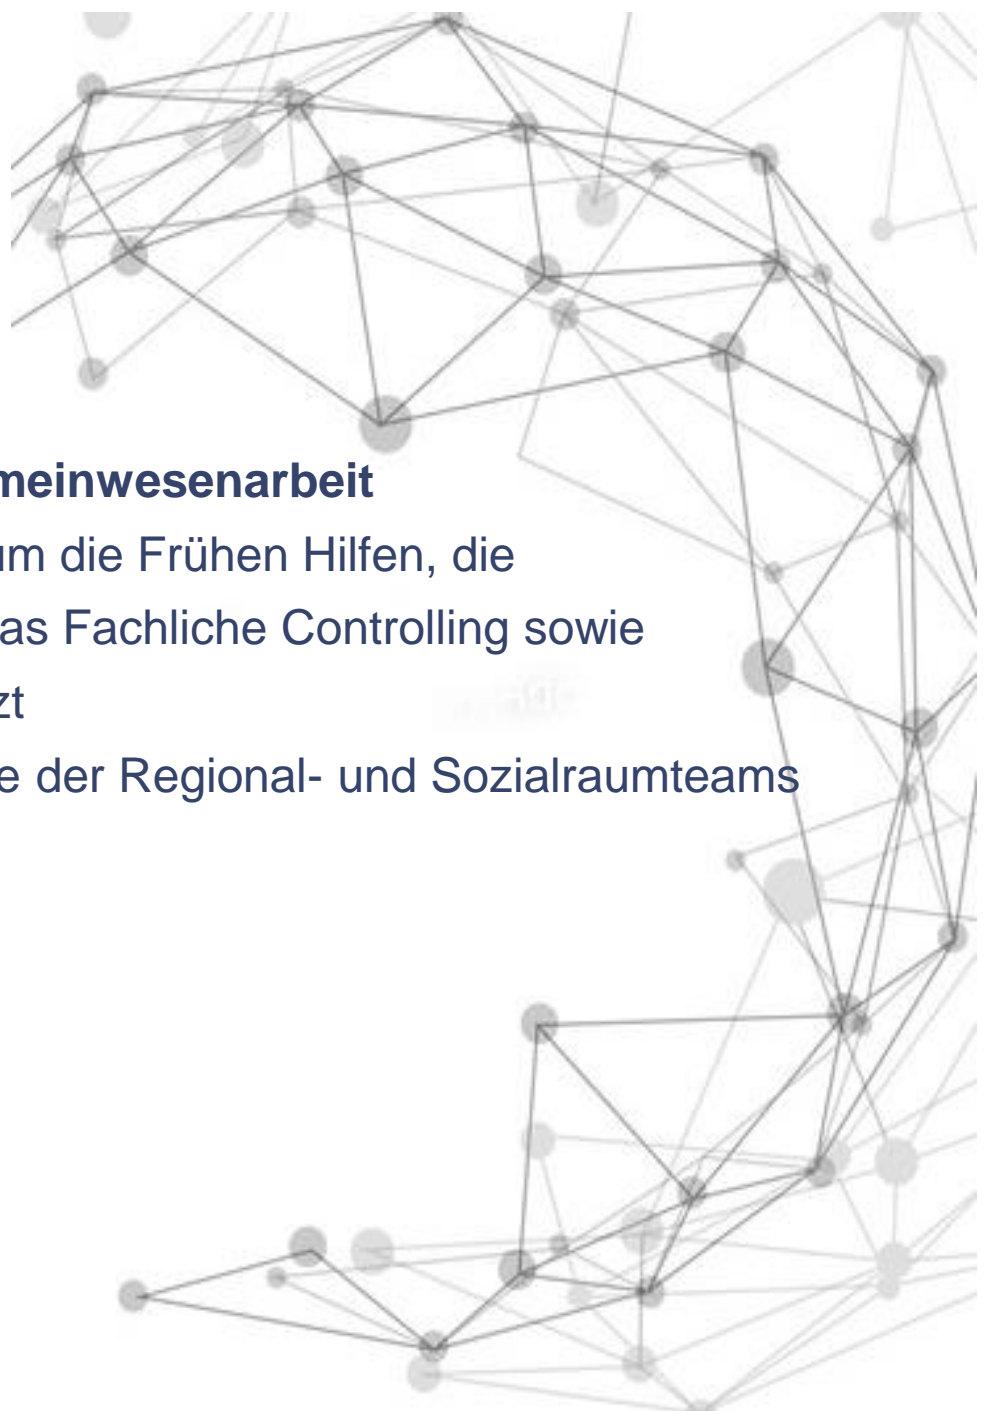 meinwesenarbeit
um die Frühen Hilfen, die
as Fachliche Controlling sowie
zt
e der Regional- und Sozialraumteams